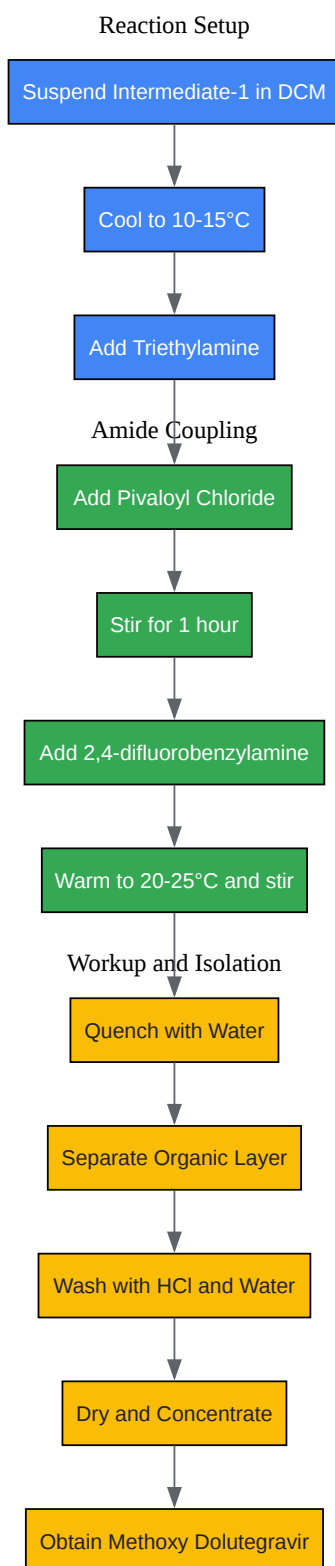 Reaction Setup
Suspend Intermediate-1 in DCM
Cool to 10-15°C
Add Triethylamine
Amide Coupling
Add Pivaloyl Chloride
Stir for 1 hour
Add 2,4-difluorobenzylamine
Warm to 20-25°C and stir
Workup and Isolation
Quench with Water
Separate Organic Layer
Wash with HCl and Water
Dry and Concentrate
Obtain Methoxy Dolutegravir